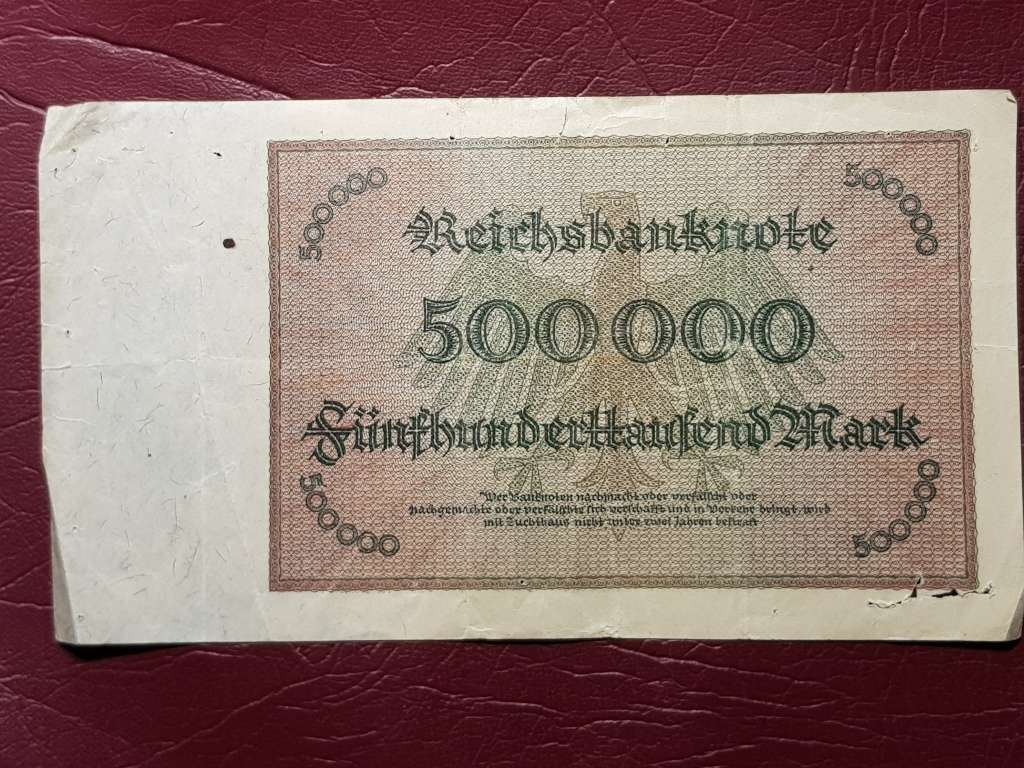 500000
500000
Reichsbanknote
500000
Fünfhunderttausend Mark
Wer Banknoten nachmacht oder verfälscht oder
nachgemachte oder verfälschte sich verschafft und in Verkehr bringt, wird
mit Zuchthaus nicht unter zwei Jahren bestraft
500000
500000